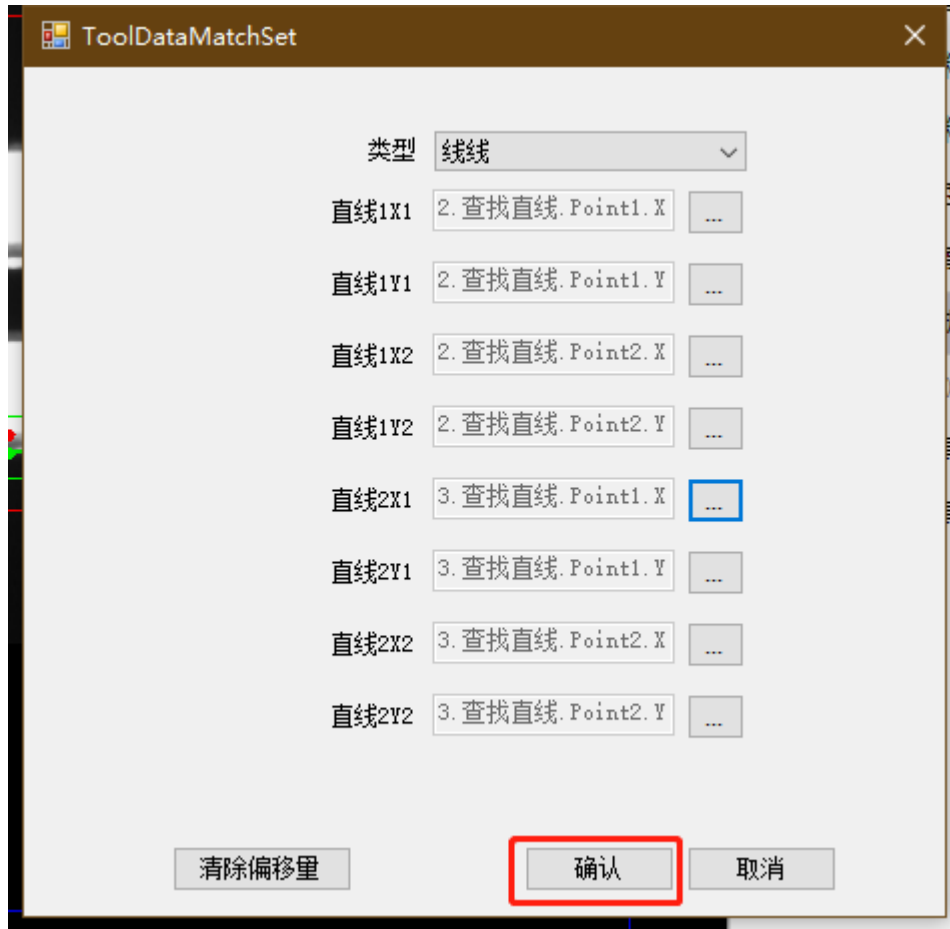 ToolDataMatchSet
类型 线线
直线1X1 2.查找直线.Point1.X ...
直线1Y1 2.查找直线.Point1.Y ...
直线1X2 2.查找直线.Point2.X ...
直线1Y2 2.查找直线.Point2.Y ...
直线2X1 3.查找直线.Point1.X ...
直线2Y1 3.查找直线.Point1.Y ...
直线2X2 3.查找直线.Point2.X ...
直线2Y2 3.查找直线.Point2.Y ...
清除偏移量 确认 取消